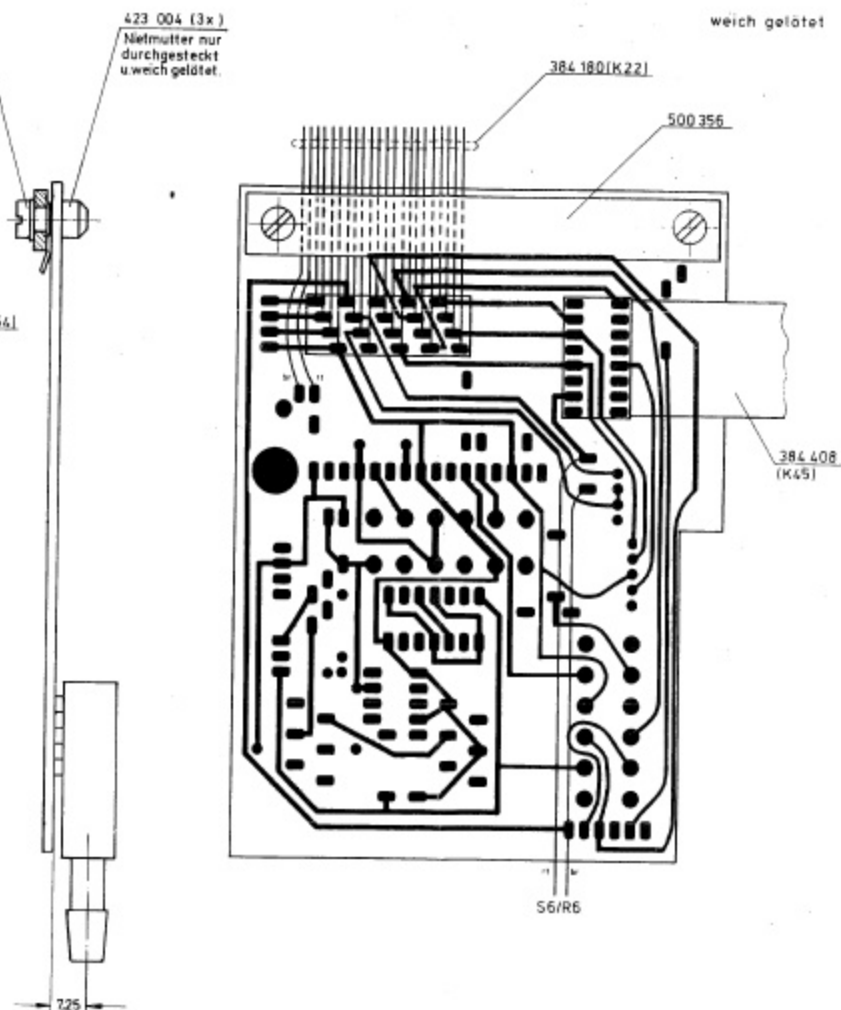 423 004 (3x)
Nietmutter nur
durchgesteckt
u.weich gelötet.
weich gelötet
384 180(K22)
500 356
384 408
(K45)
S6/R6
7,25